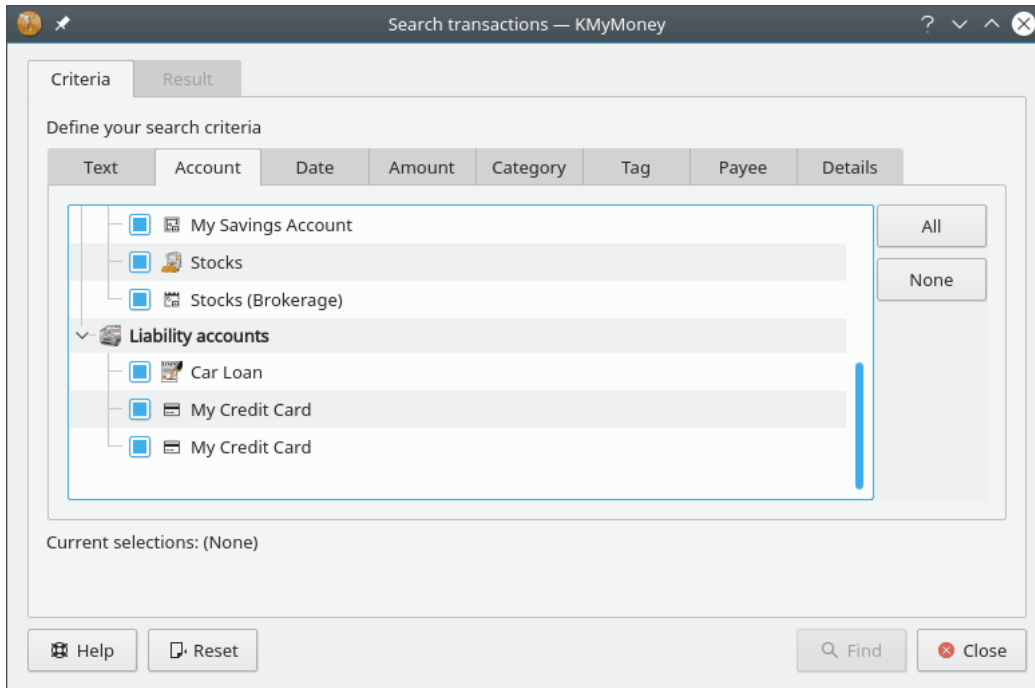 Search transactions — KMyMoney
Criteria Result
Define your search criteria
Text Account Date Amount Category Tag Payee Details
My Savings Account
All
Stocks
None
Stocks (Brokerage)
Liability accounts
Car Loan
My Credit Card
My Credit Card
Current selections: (None)
Help Reset Find Close